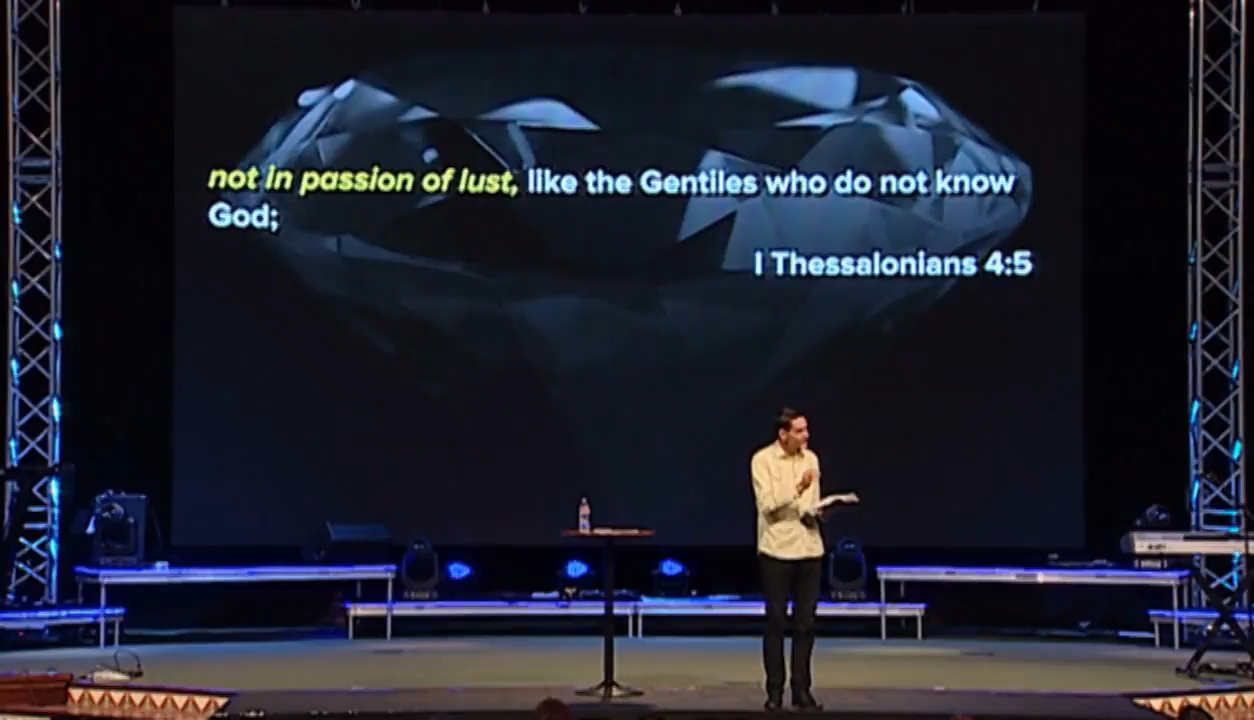 not in passion of lust, like the Gentiles who do not know
God;
I Thessalonians 4:5